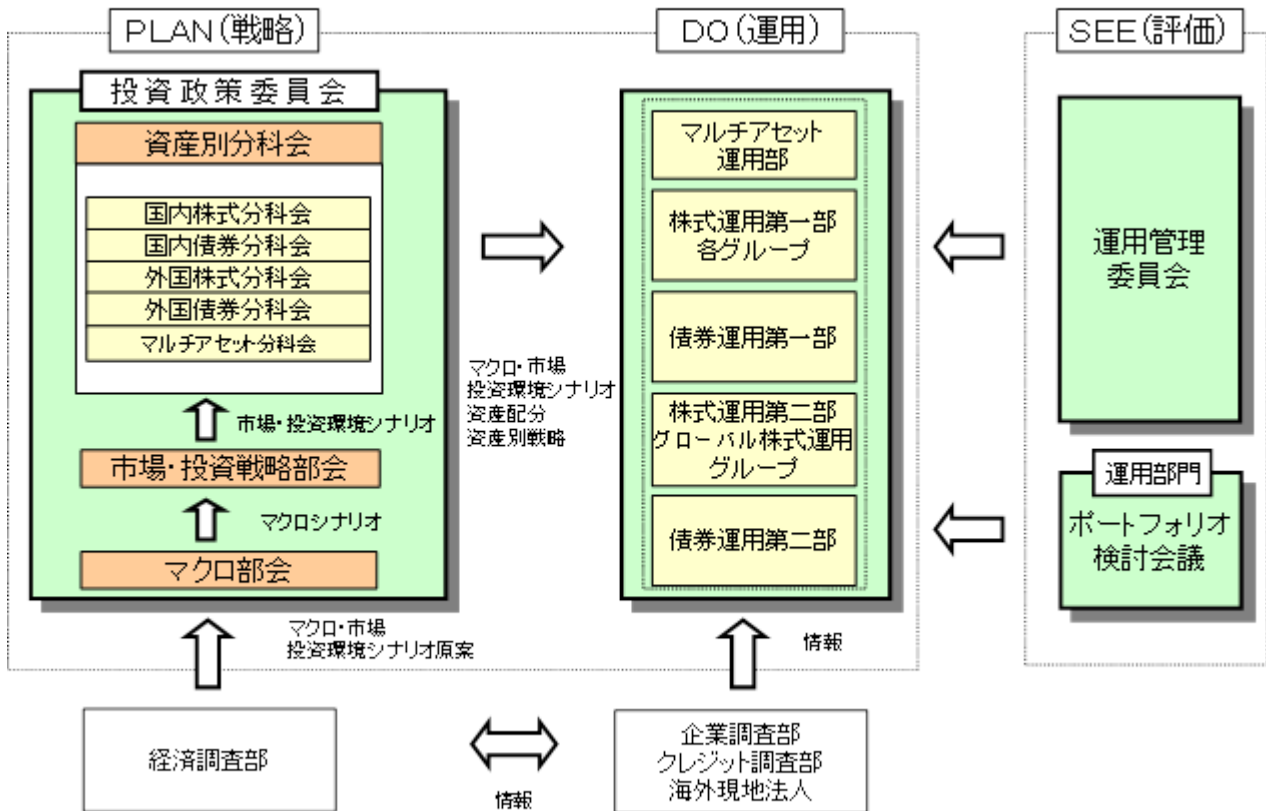 PLAN(戦略)
DO(運用)
SEE(評価)
投資政策委員会
資産別分科会
国内株式分科会
国内債券分科会
外国株式分科会
外国債券分科会
マルチアセット分科会
市場・投資環境シナリオ
市場・投資戦略部会
マクロシナリオ
マクロ部会
マクロ・市場
投資環境シナリオ
資産配分
資産別戦略
マルチアセット
運用部
株式運用第一部
各グループ
債券運用第一部
株式運用第二部
グローバル株式運用
グループ
債券運用第二部
運用管理
委員会
運用部門
ポートフォリオ
検討会議
マクロ・市場
投資環境シナリオ原案
情報
経済調査部
情報
企業調査部
クレジット調査部
海外現地法人